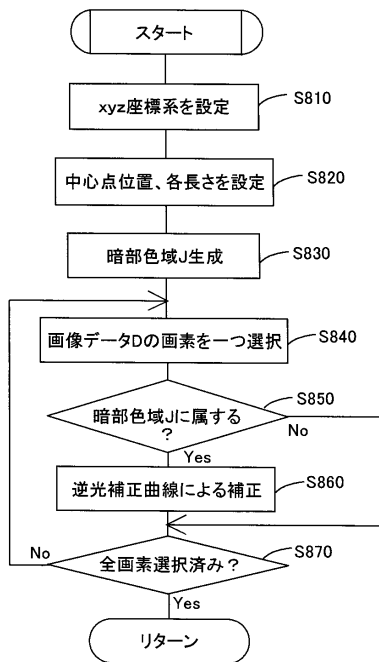 スタート
xyz座標系を設定
S810
中心点位置、各長さを設定
S820
暗部色域J生成
S830
画像データDの画素を一つ選択
S840
暗部色域Jに属する
?
S850
No
Yes
逆光補正曲線による補正
S860
全画素選択済み?
S870
No
Yes
リターン